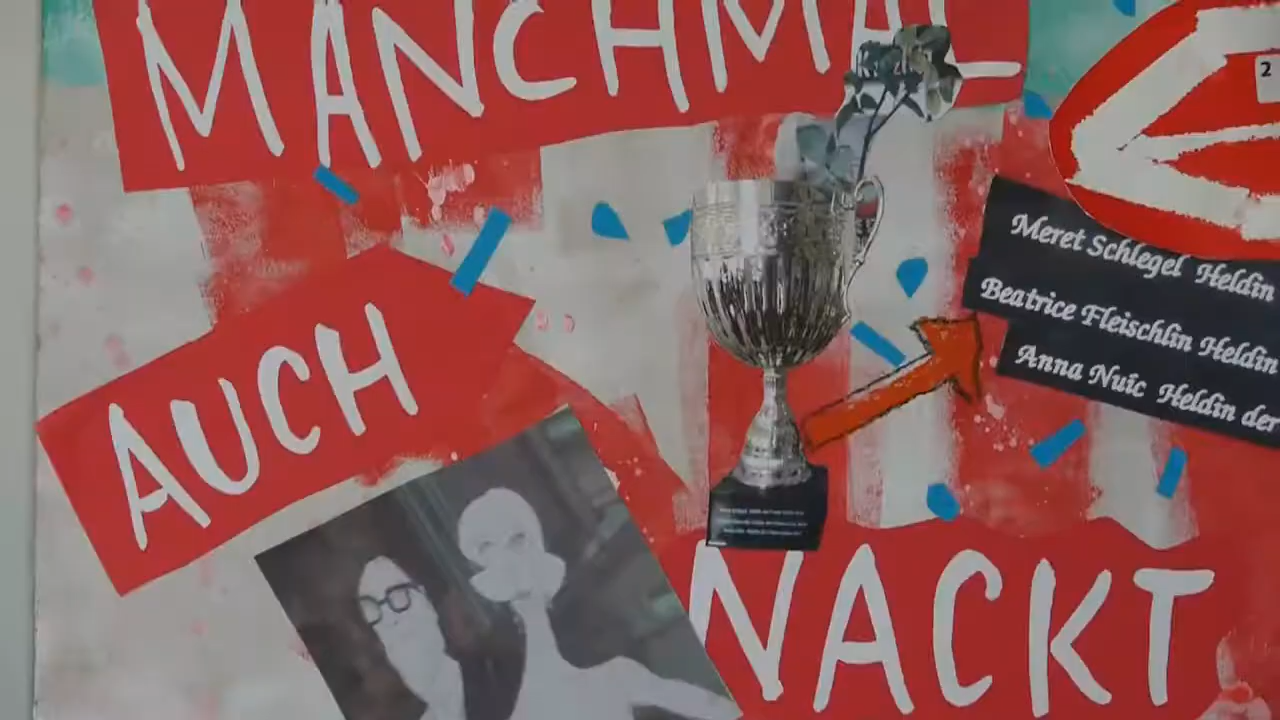 MANCHMAL
2
Meret Schlegel Heldin
Beatrice Fleischlin Heldin
Anna Nuic Heldin der
AUCH
NACKT